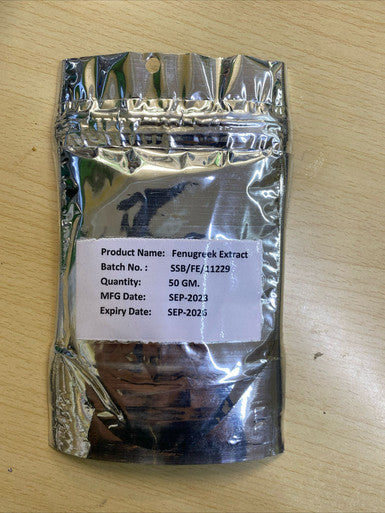 Product Name: Fenugreek Extract
Batch No. : SSB/FE/11229
Quantity: 50 GM.
MFG Date: SEP-2023
Expiry Date: SEP-2026